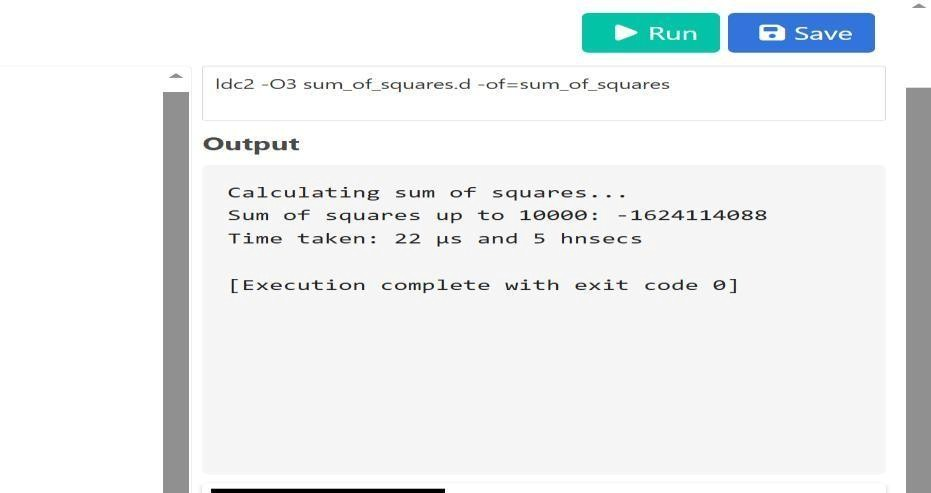 Run
Save
ldc2 -O3 sum_of_squares.d -of=sum_of_squares
Output
Calculating sum of squares...
Sum of squares up to 10000: -1624114088
Time taken: 22 μs and 5 hnsecs
[Execution complete with exit code 0]